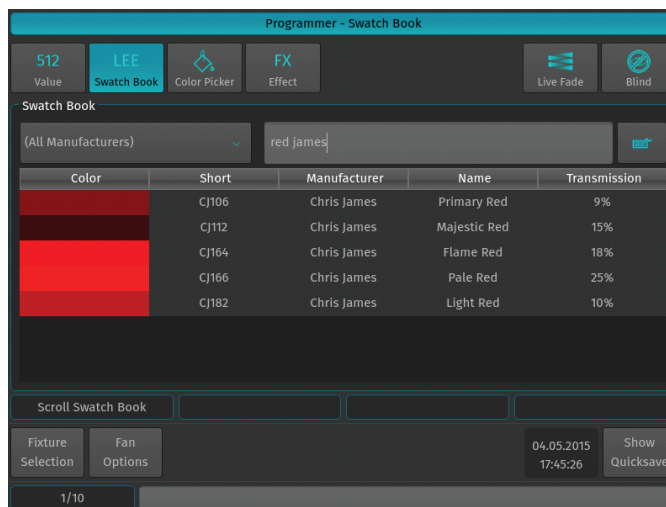 Programmer - Swatch Book
512 LEE FX
Value Swatch Book Color Picker Effect Live Fade Blind
Swatch Book
(All Manufacturers) red james
Color Short Manufacturer Name Transmission
CJ106 Chris James Primary Red 9%
CJ112 Chris James Majestic Red 15%
CJ164 Chris James Flame Red 18%
CJ166 Chris James Pale Red 25%
CJ182 Chris James Light Red 10%
Scroll Swatch Book
Fixture Fan 04.05.2015 Show
Selection Options 17:45:26 Quicksave
1/10